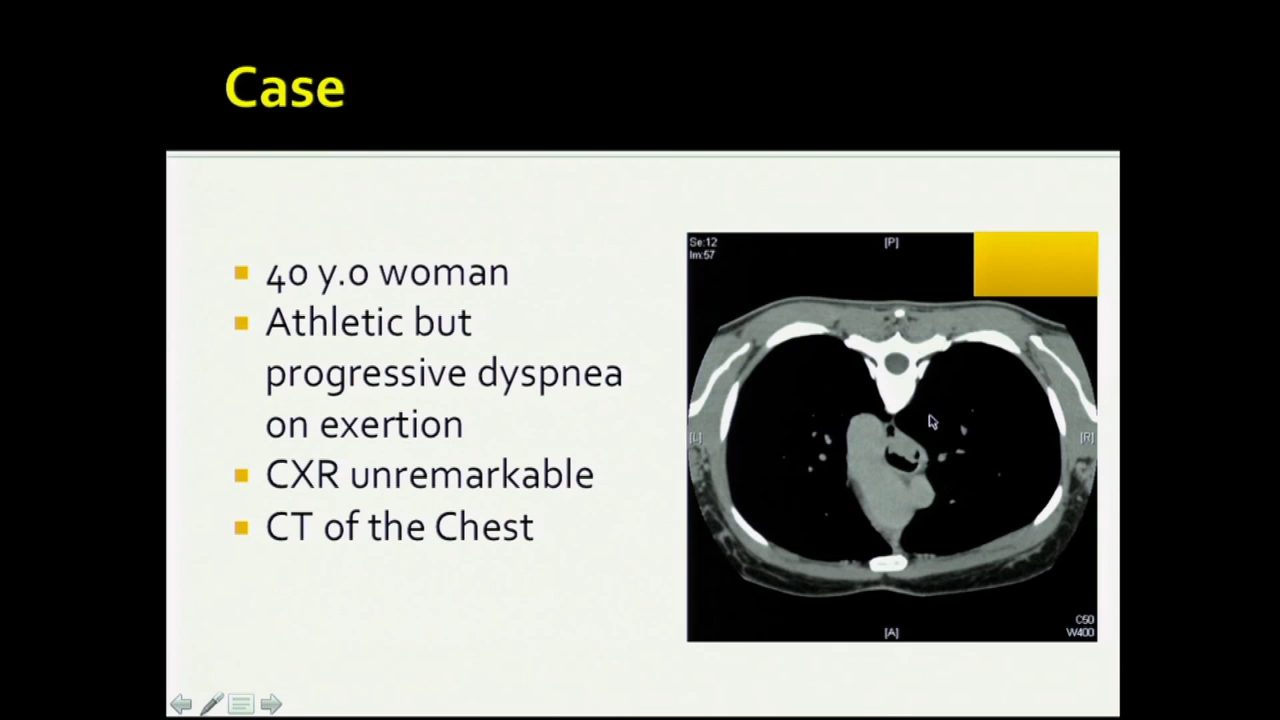 Case
40 y.o woman
Athletic but
progressive dyspnea
on exertion
CXR unremarkable
CT of the Chest
Se:12
Im:57
[P]
[L]
[R]
[A]
C50
W400